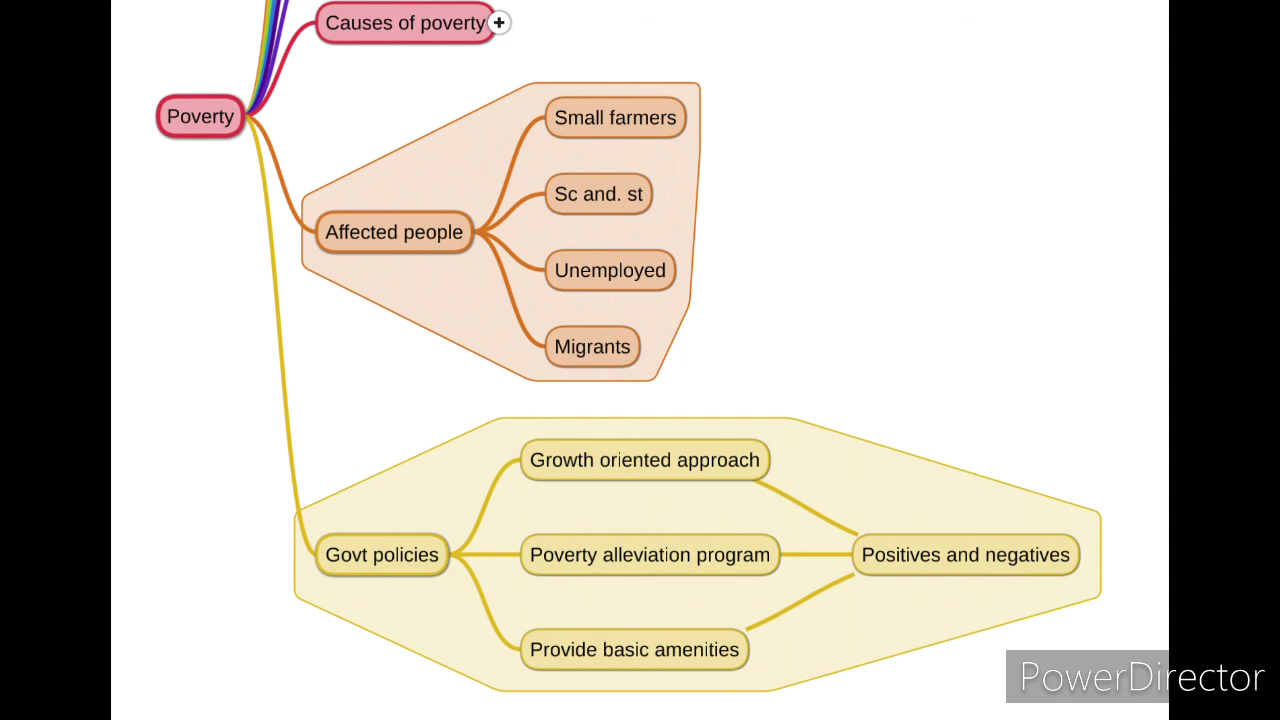 Causes of poverty
Poverty
Small farmers
Sc and. st
Affected people
Unemployed
Migrants
Growth oriented approach
Govt policies
Poverty alleviation program
Positives and negatives
Provide basic amenities
PowerDirector